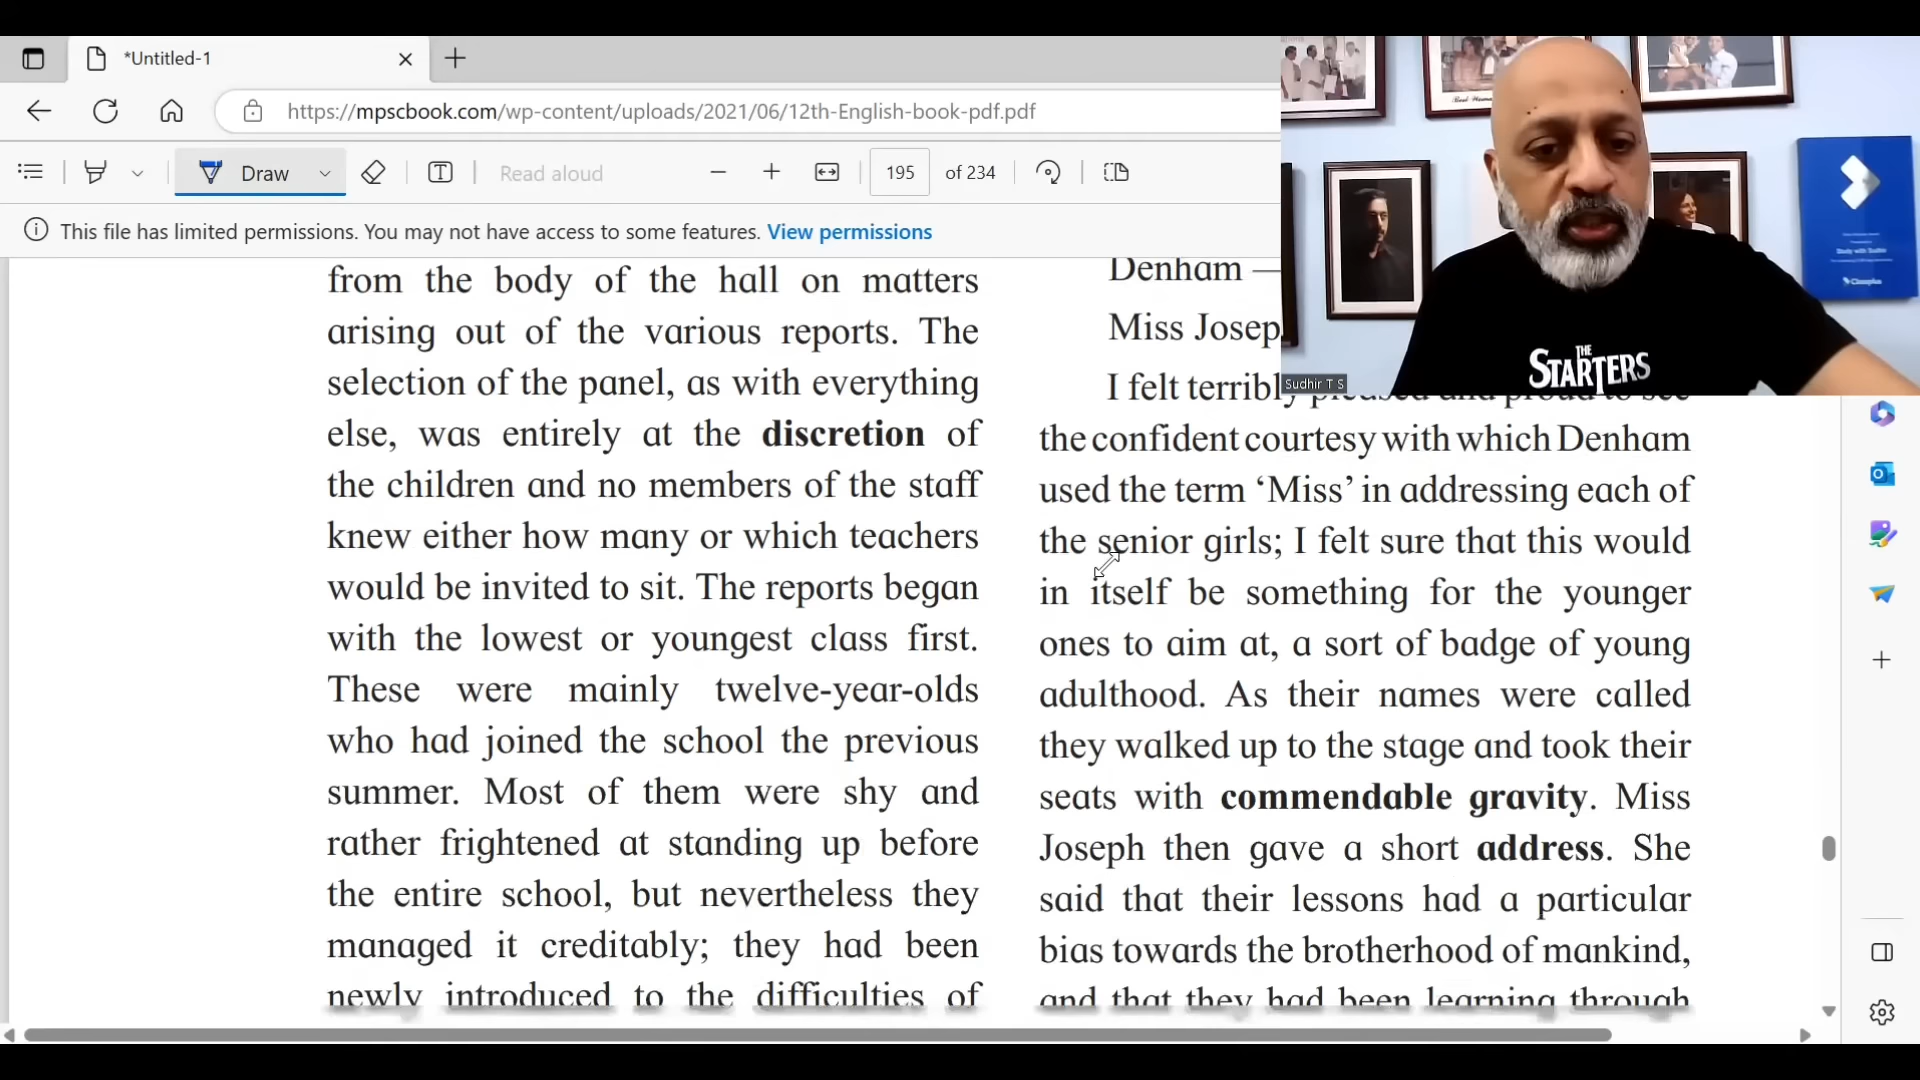 *Untitled-1
https://mpscbook.com/wp-content/uploads/2021/06/12th-English-book-pdf.pdf
Draw
Read aloud
195
of 234
This file has limited permissions. You may not have access to some features. View permissions
from the body of the hall on matters
arising out of the various reports. The
selection of the panel, as with everything
else, was entirely at the discretion of
the children and no members of the staff
knew either how many or which teachers
would be invited to sit. The reports began
with the lowest or youngest class first.
These were mainly twelve-year-olds
who had joined the school the previous
summer. Most of them were shy and
rather frightened at standing up before
the entire school, but nevertheless they
managed it creditably; they had been
newly introduced to the difficulties of
Denham —
Miss Josep
I felt terribly pleased and proud to see
the confident courtesy with which Denham
used the term ‘Miss’ in addressing each of
the senior girls; I felt sure that this would
in itself be something for the younger
ones to aim at, a sort of badge of young
adulthood. As their names were called
they walked up to the stage and took their
seats with commendable gravity. Miss
Joseph then gave a short address. She
said that their lessons had a particular
bias towards the brotherhood of mankind,
and that they had been learning through
THE
STARTERS
Sudhir T S
Study with Sudhir
Classplus